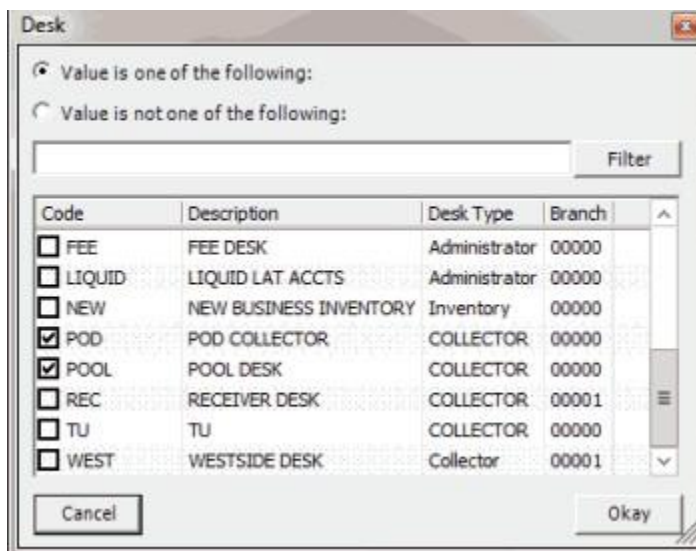 Desk
Value is one of the following:
Value is not one of the following:
Filter
Code Description Desk Type Branch
FEE FEE DESK Administrator 00000
LIQUID LIQUID LAT ACCTS Administrator 00000
NEW NEW BUSINESS INVENTORY Inventory 00000
POD POD COLLECTOR COLLECTOR 00000
POOL POOL DESK COLLECTOR 00000
REC RECEIVER DESK COLLECTOR 00001
TU TU COLLECTOR 00000
WEST WESTSIDE DESK Collector 00001
Cancel Okay